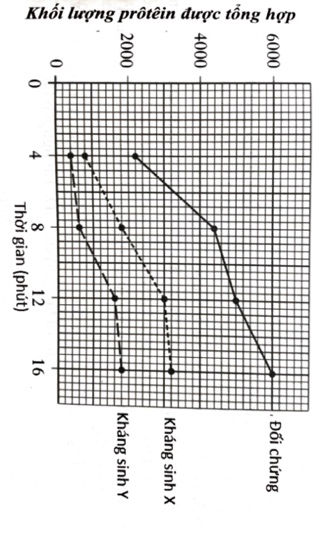 Khối lượng prôtêin được tổng hợp
6000
4000
2000
0
0
4
8
12
16
Thời gian (phút)
Đối chứng
Kháng sinh X
Kháng sinh Y